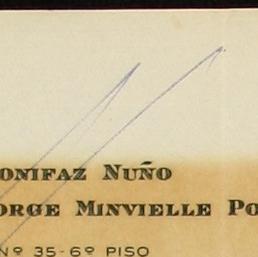 ONIFAZ NUÑO
ORGE MINVIELLE PO
Nº 35-6º PISO